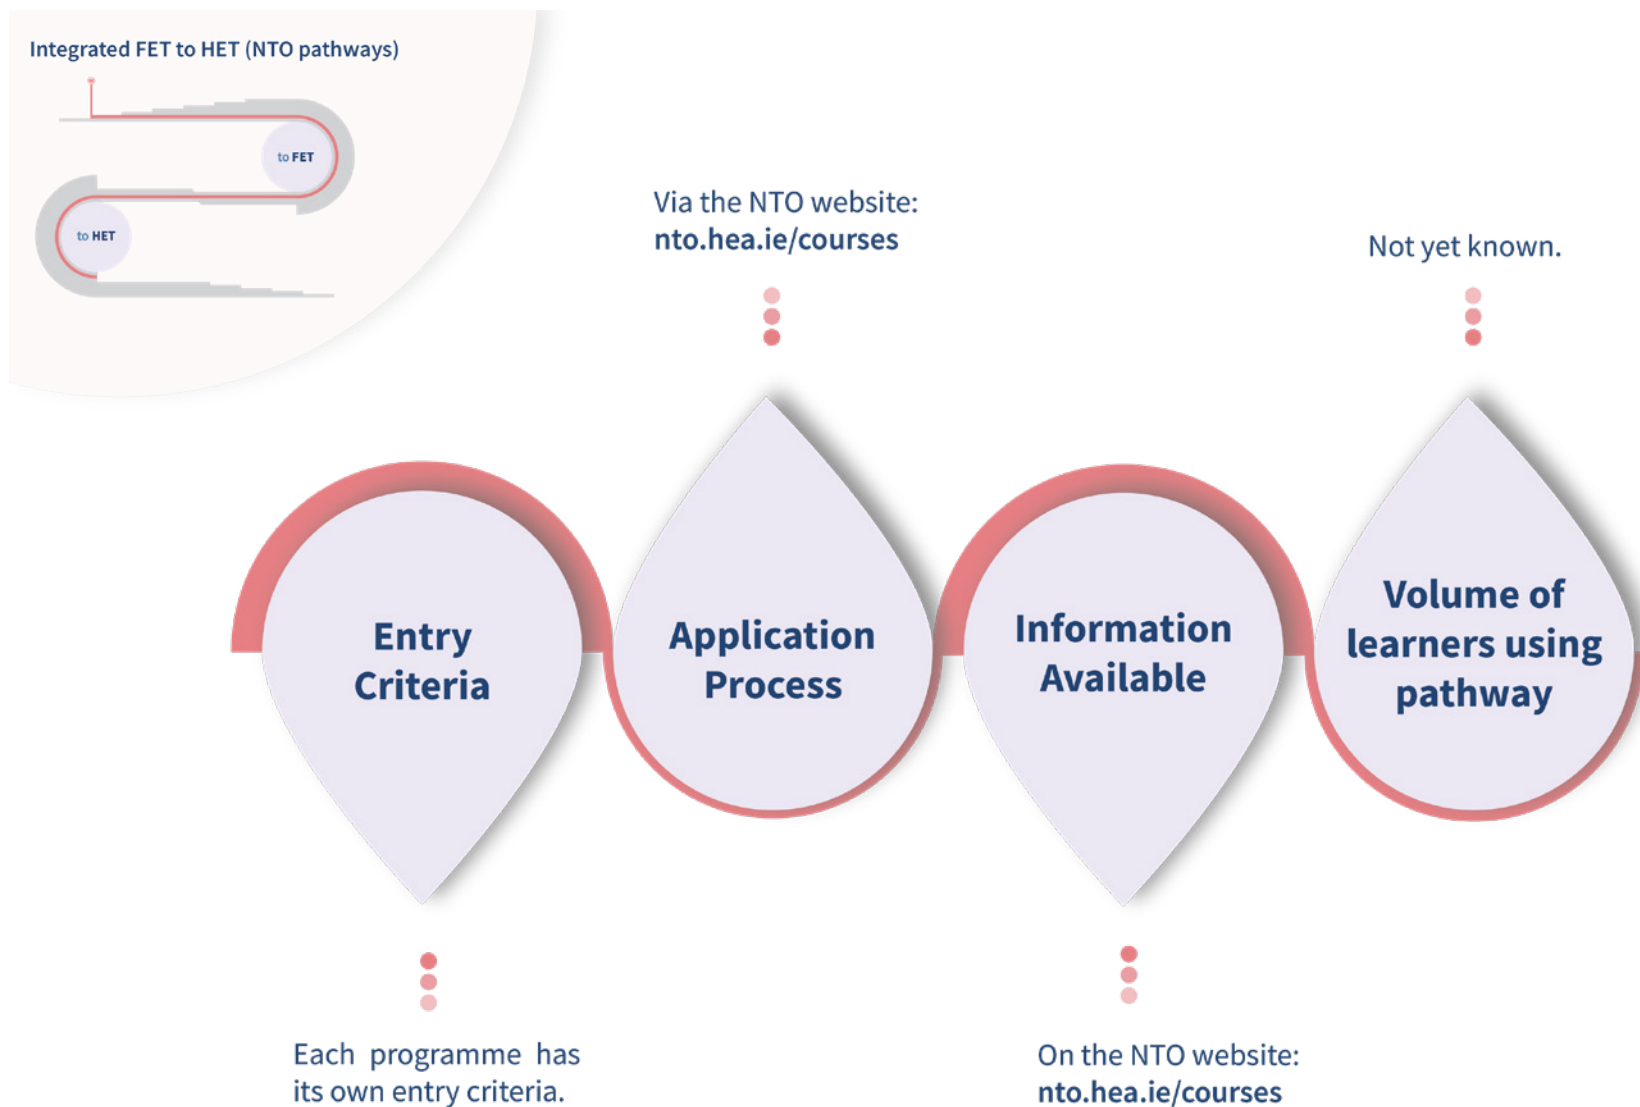 Integrated FET to HET (NTO pathways)
to FET
to HET
Via the NTO website:
nto.hea.ie/courses
Not yet known.
Entry
Criteria
Application
Process
Information
Available
Volume of
learners using
pathway
Each programme has
its own entry criteria.
On the NTO website:
nto.hea.ie/courses